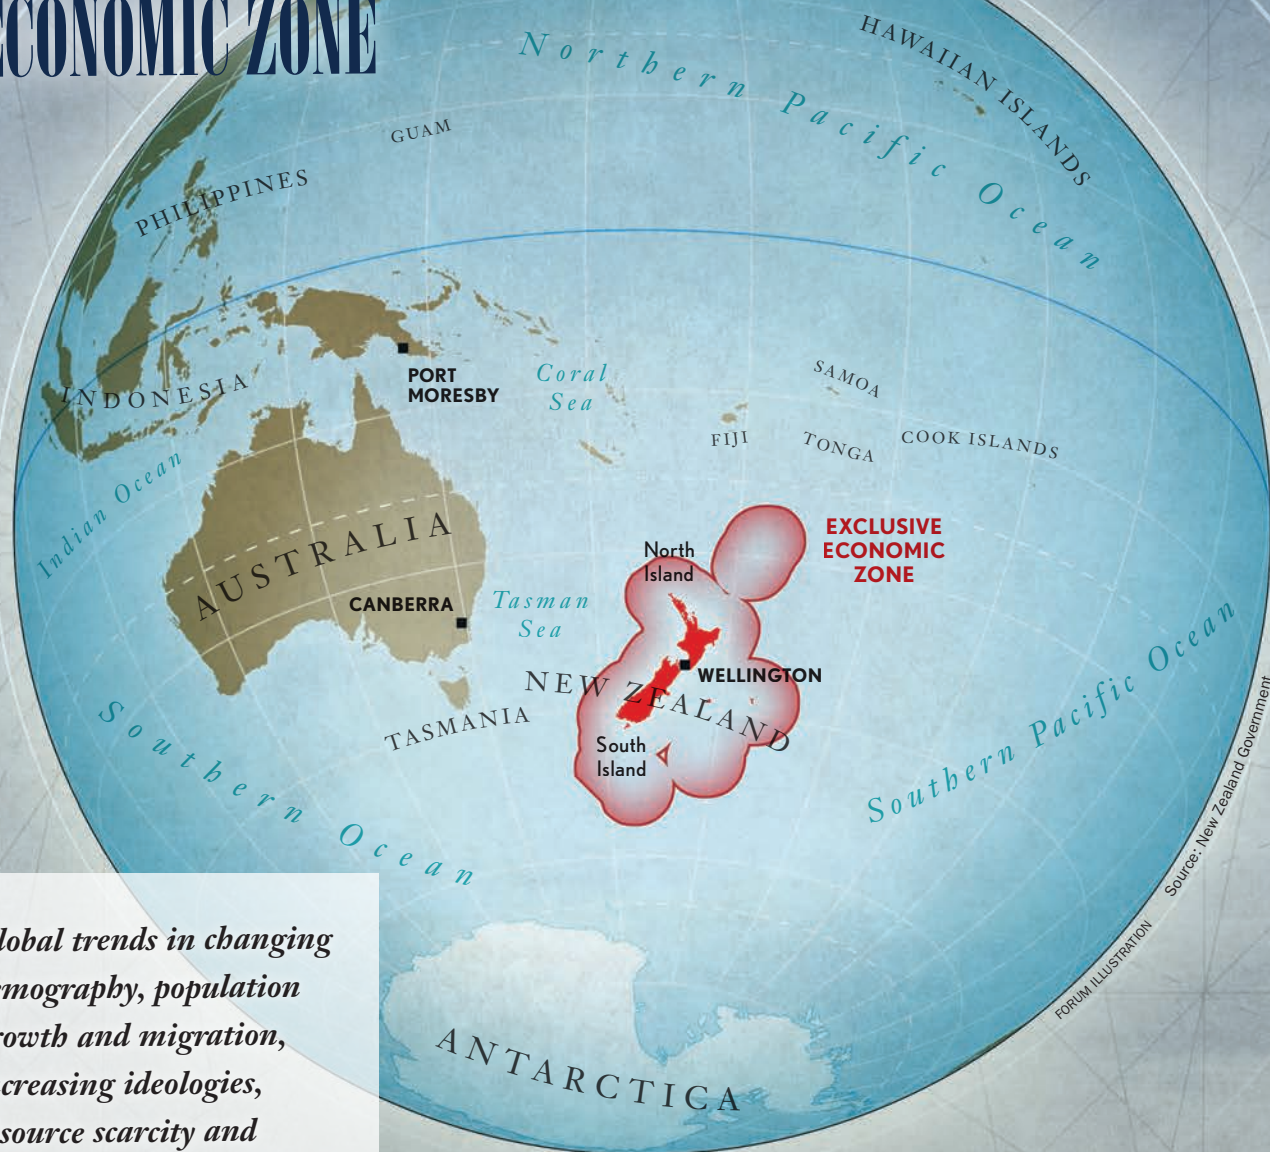 ECONOMIC ZONE
Northern Pacific Ocean
HAWAIIAN ISLANDS
GUAM
PHILIPPINES
INDONESIA
PORT
MORESBY
Coral
Sea
SAMOA
FIJI
TONGA
COOK ISLANDS
Indian Ocean
AUSTRALIA
CANBERRA
Tasman
Sea
North
Island
EXCLUSIVE
ECONOMIC
ZONE
WELLINGTON
NEW ZEALAND
South
Island
TASMANIA
Southern Ocean
Southern Pacific Ocean
ANTARCTICA
FORUM ILLUSTRATION
Source: New Zealand Government
lobal trends in changing
emography, population
rowth and migration,
creasing ideologies,
source scarcity and